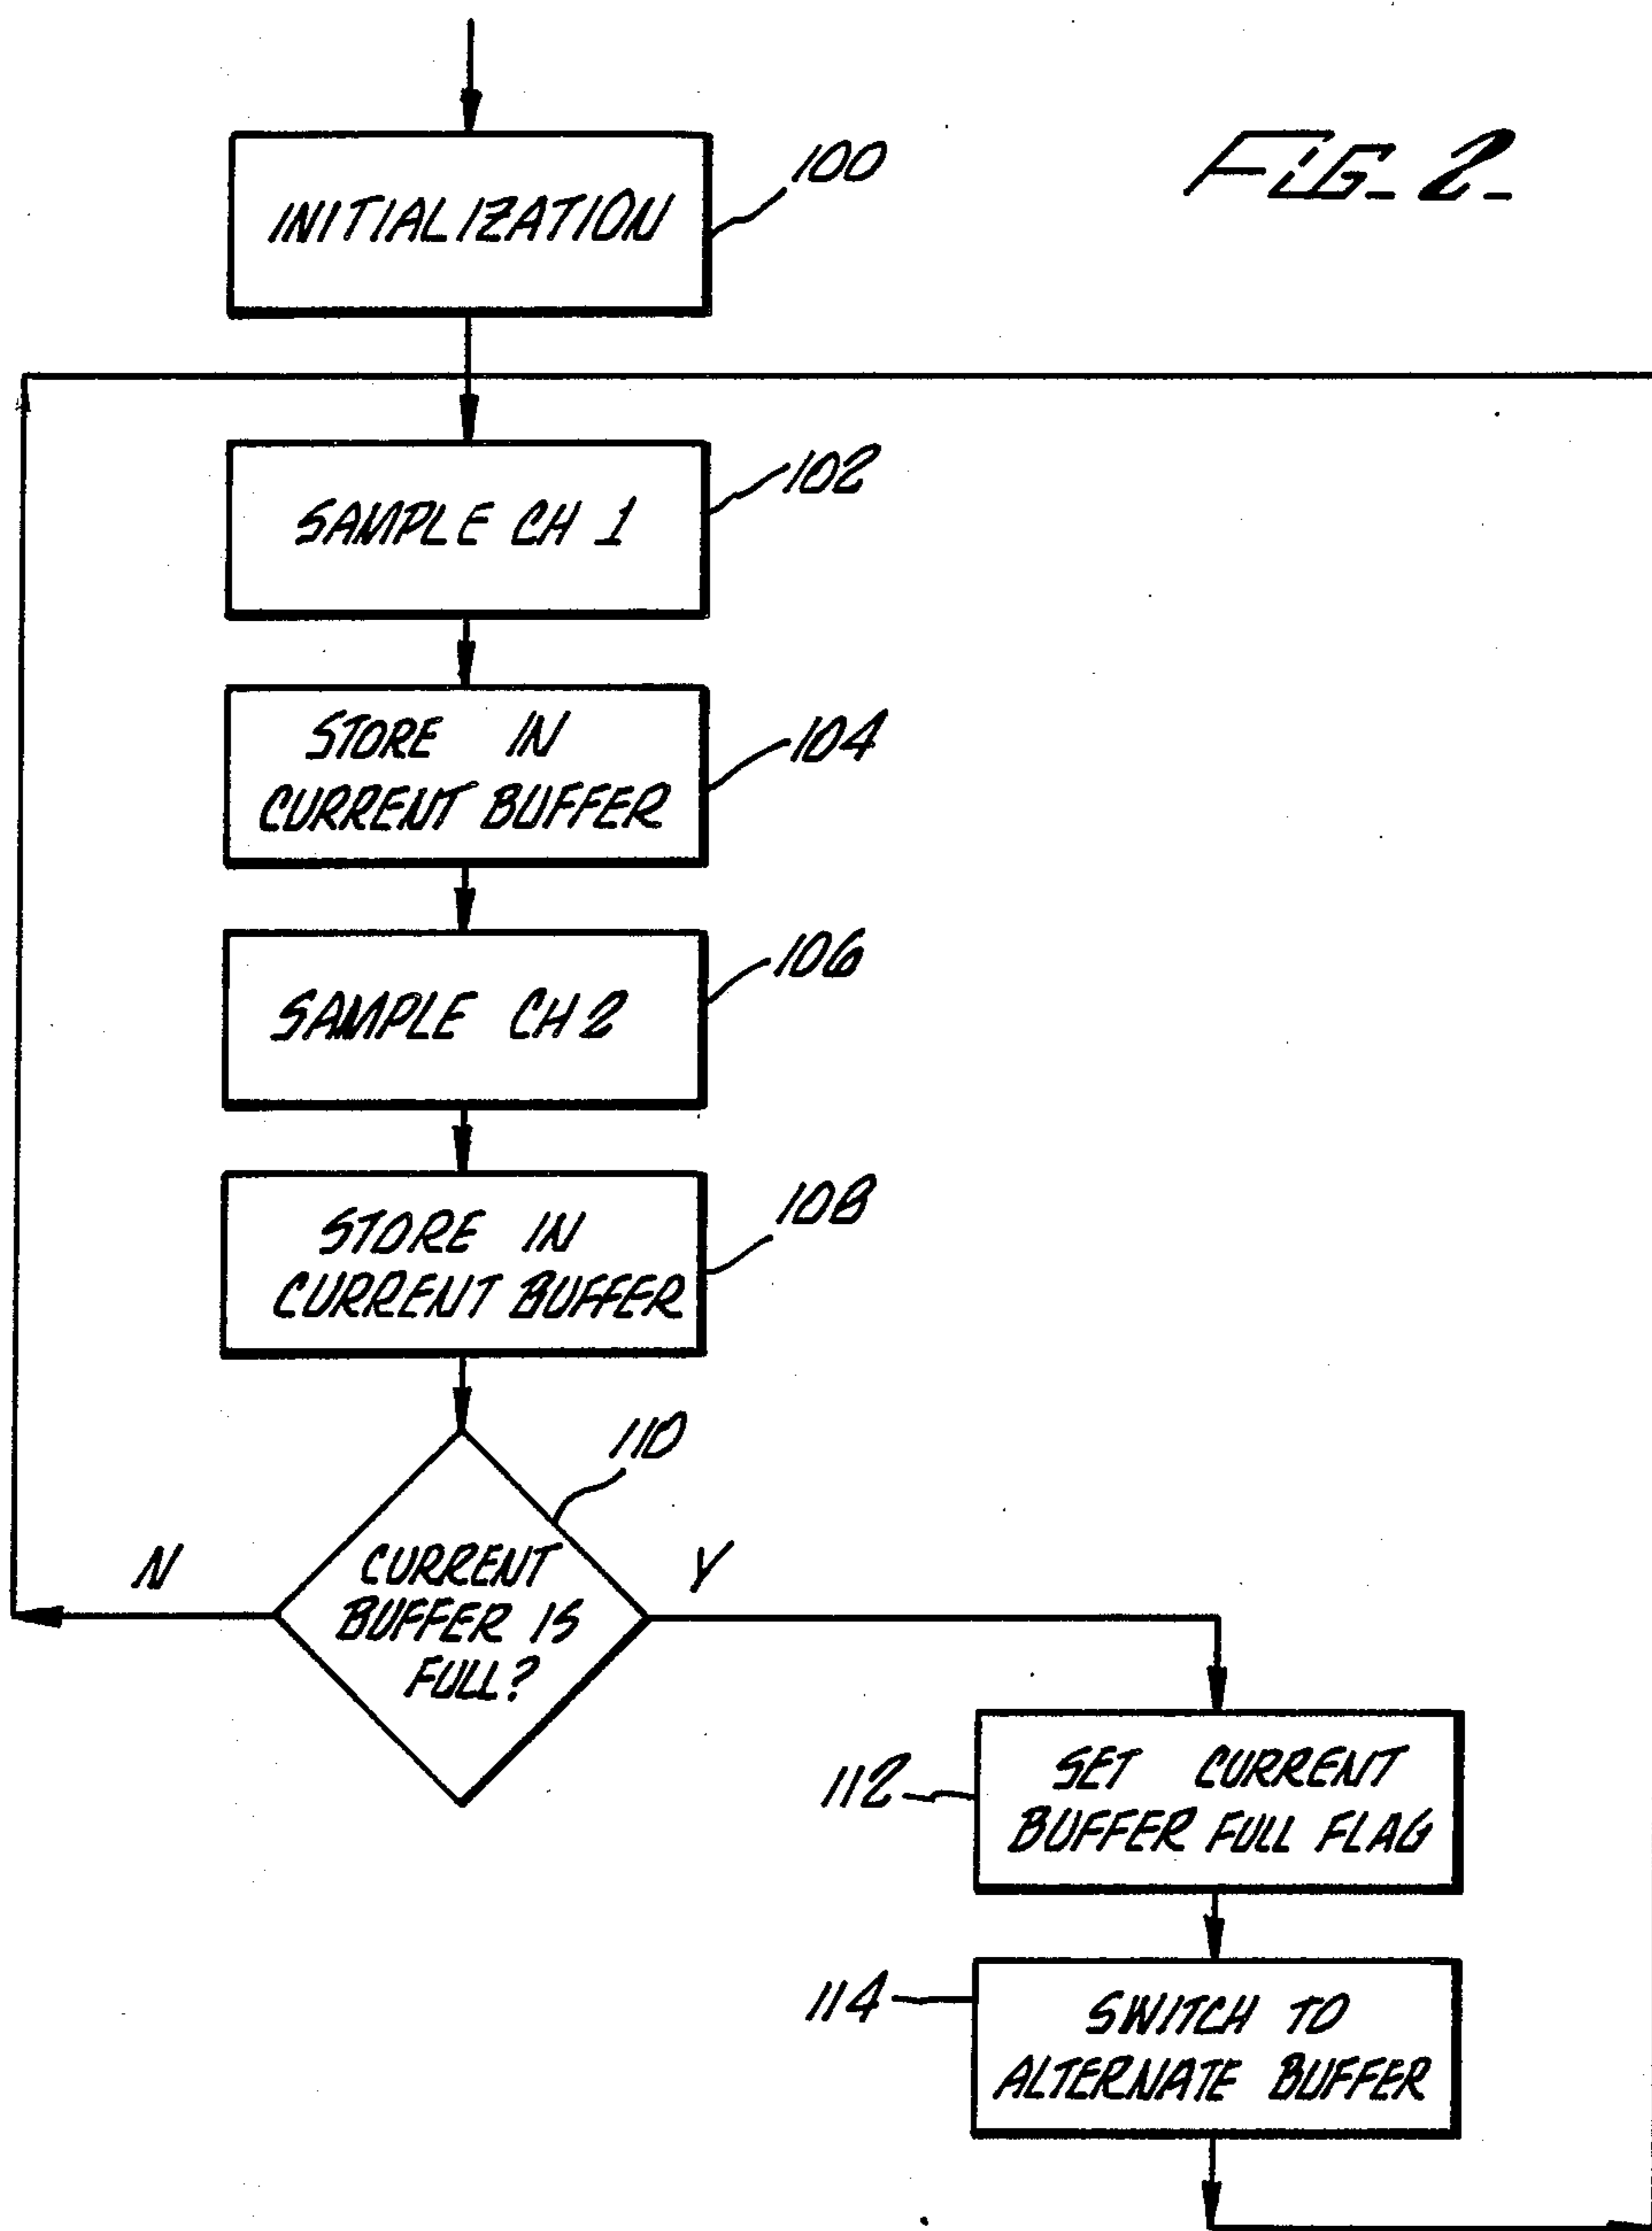 FIG. 2.
INITIALIZATION
100
SAMPLE CH 1
102
STORE IN
CURRENT BUFFER
104
SAMPLE CH 2
106
STORE IN
CURRENT BUFFER
108
110
CURRENT
BUFFER IS
FULL?
N
Y
112
SET CURRENT
BUFFER FULL FLAG
114
SWITCH TO
ALTERNATE BUFFER